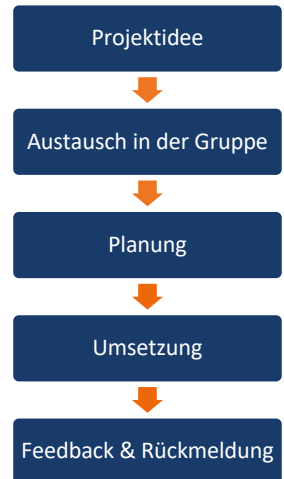 Projektidee
Austausch in der Gruppe
Planung
Umsetzung
Feedback & Rückmeldung